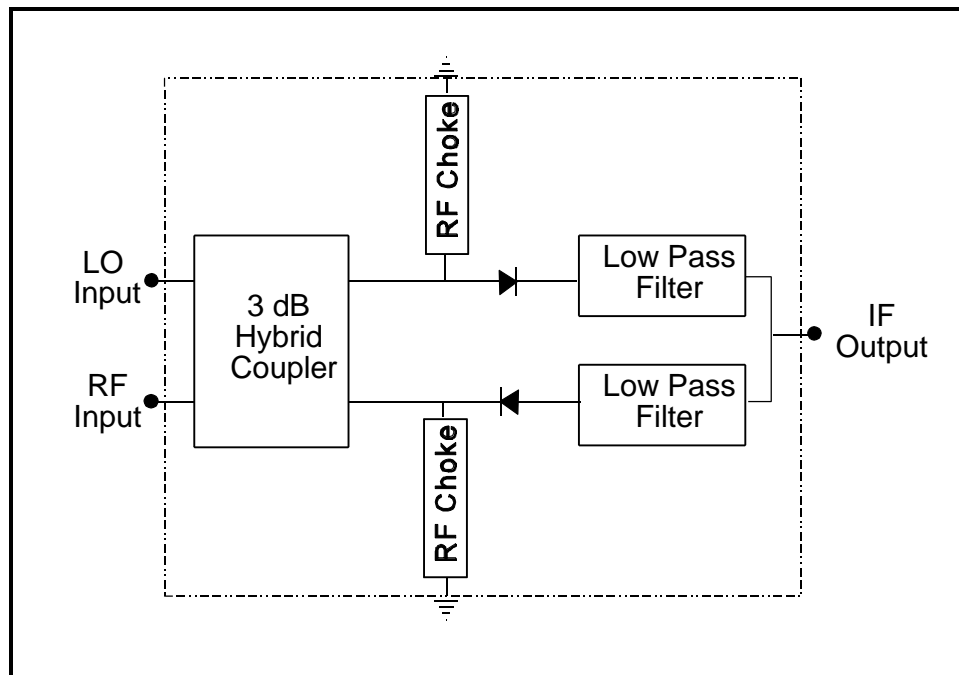 RF Choke
LO
Input
3 dB
Hybrid
Coupler
Low Pass
Filter
IF
Output
RF
Input
Low Pass
Filter
RF Choke